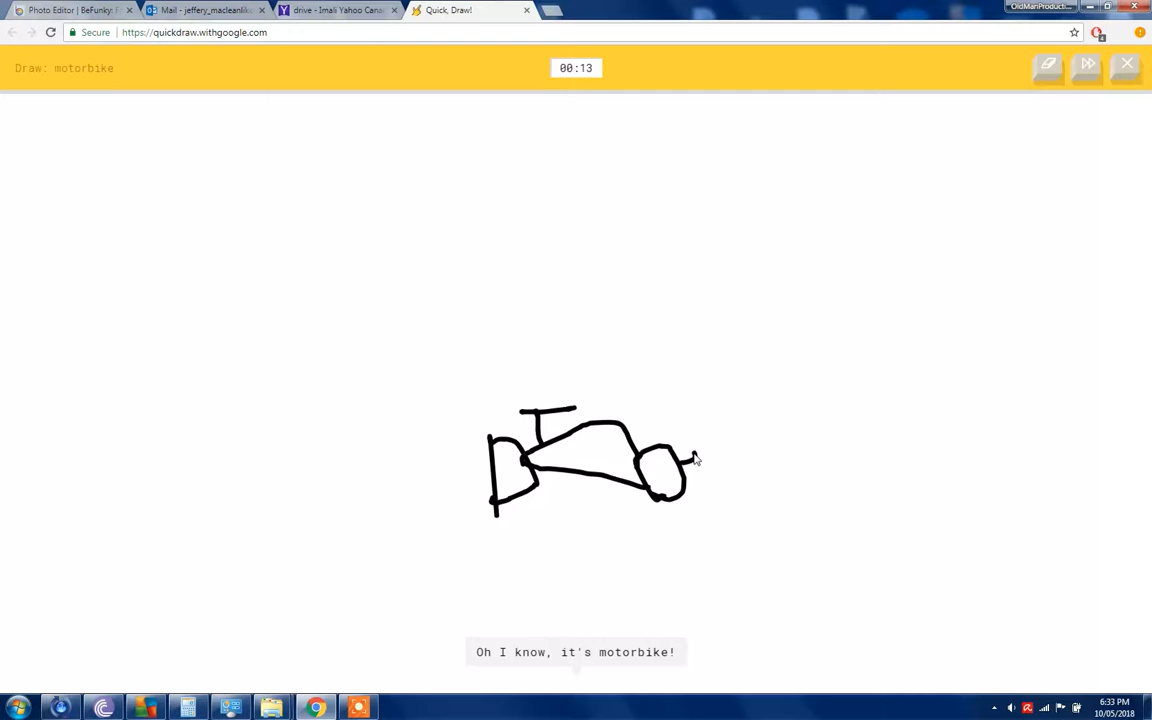 Photo Editor | BeFunky: F
Mail - jeffery_macleanlik
drive - Imali Yahoo Cana
Quick, Draw!
OldManProducti...
Secure
https://quickdraw.withgoogle.com
Draw: motorbike
00:13
Oh I know, it's motorbike!
6:33 PM
10/05/2018